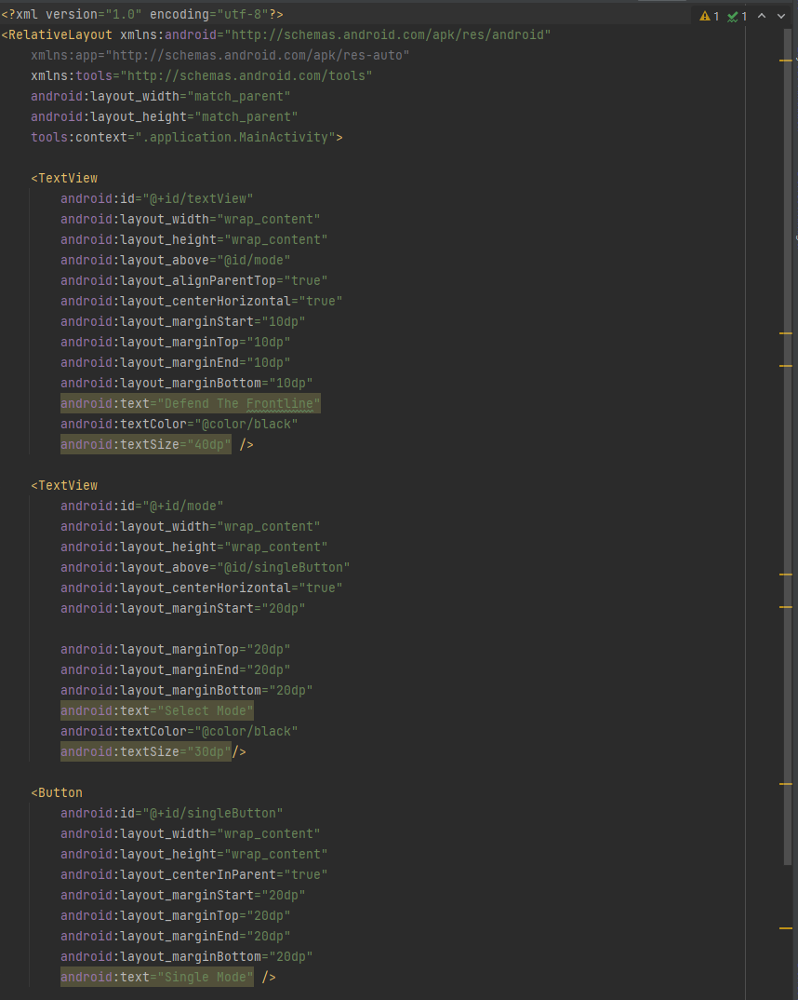 <?xml version="1.0" encoding="utf-8"?>
1 1
<RelativeLayout xmlns:android="http://schemas.android.com/apk/res/android"
    xmlns:app="http://schemas.android.com/apk/res-auto"
    xmlns:tools="http://schemas.android.com/tools"
    android:layout_width="match_parent"
    android:layout_height="match_parent"
    tools:context=".application.MainActivity">

    <TextView
        android:id="@+id/textView"
        android:layout_width="wrap_content"
        android:layout_height="wrap_content"
        android:layout_above="@id/mode"
        android:layout_alignParentTop="true"
        android:layout_centerHorizontal="true"
        android:layout_marginStart="10dp"
        android:layout_marginTop="10dp"
        android:layout_marginEnd="10dp"
        android:layout_marginBottom="10dp"
        android:text="Defend The Frontline"
        android:textColor="@color/black"
        android:textSize="40dp" />

    <TextView
        android:id="@+id/mode"
        android:layout_width="wrap_content"
        android:layout_height="wrap_content"
        android:layout_above="@id/singleButton"
        android:layout_centerHorizontal="true"
        android:layout_marginStart="20dp"

        android:layout_marginTop="20dp"
        android:layout_marginEnd="20dp"
        android:layout_marginBottom="20dp"
        android:text="Select Mode"
        android:textColor="@color/black"
        android:textSize="30dp"/>

    <Button
        android:id="@+id/singleButton"
        android:layout_width="wrap_content"
        android:layout_height="wrap_content"
        android:layout_centerInParent="true"
        android:layout_marginStart="20dp"
        android:layout_marginTop="20dp"
        android:layout_marginEnd="20dp"
        android:layout_marginBottom="20dp"
        android:text="Single Mode" />